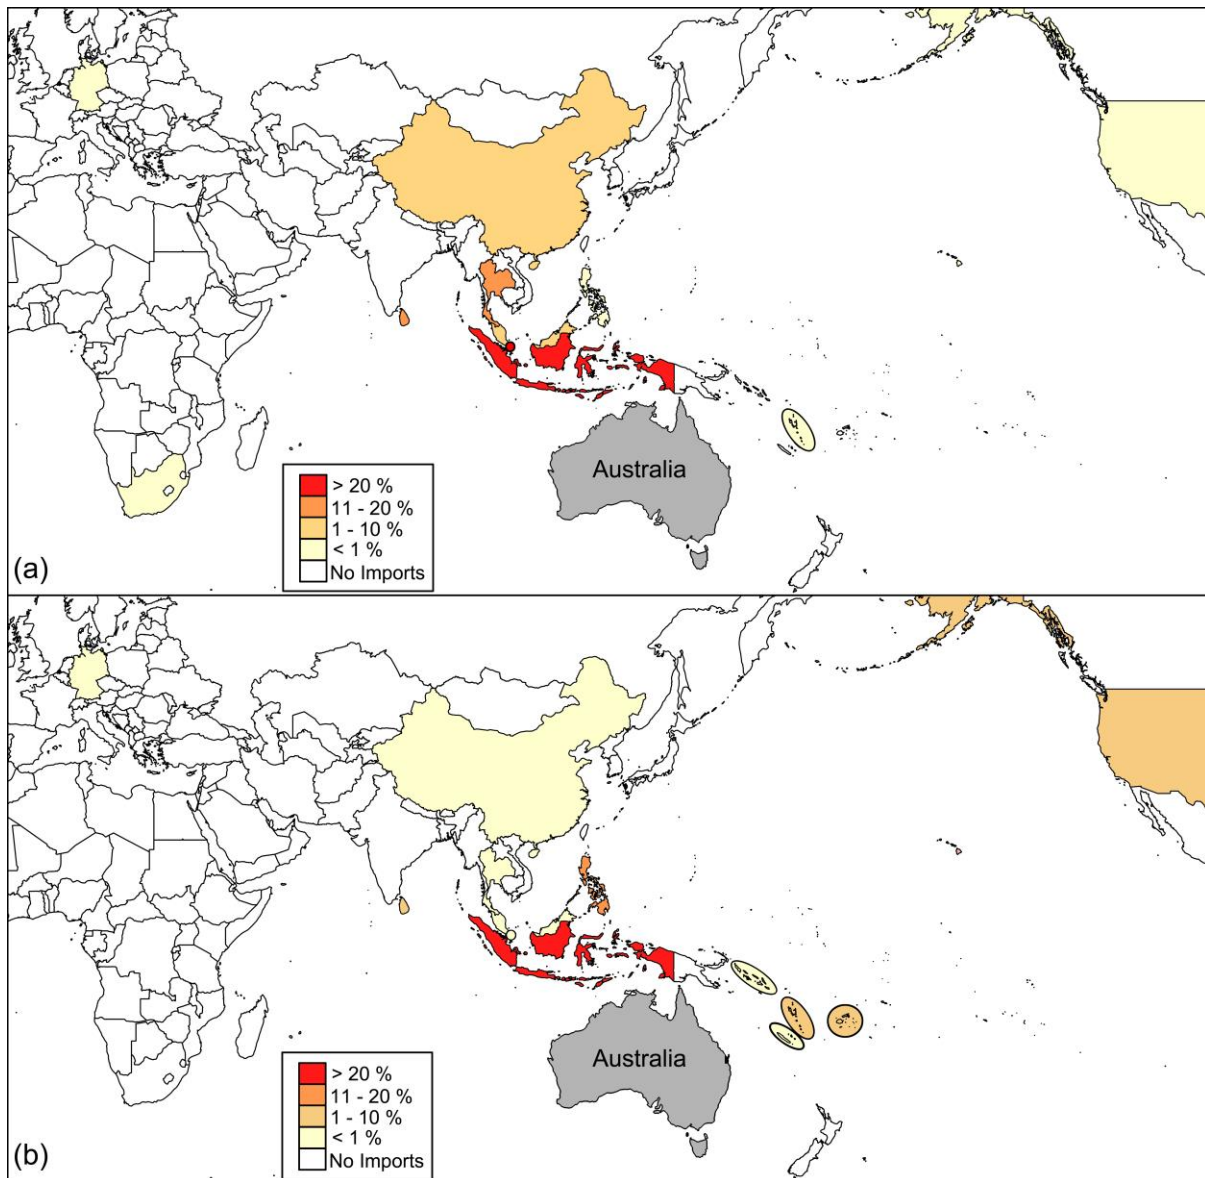 Australia
> 20 %
11 - 20 %
1 - 10 %
< 1 %
No Imports
(a)
Australia
> 20 %
11 - 20 %
1 - 10 %
< 1 %
No Imports
(b)